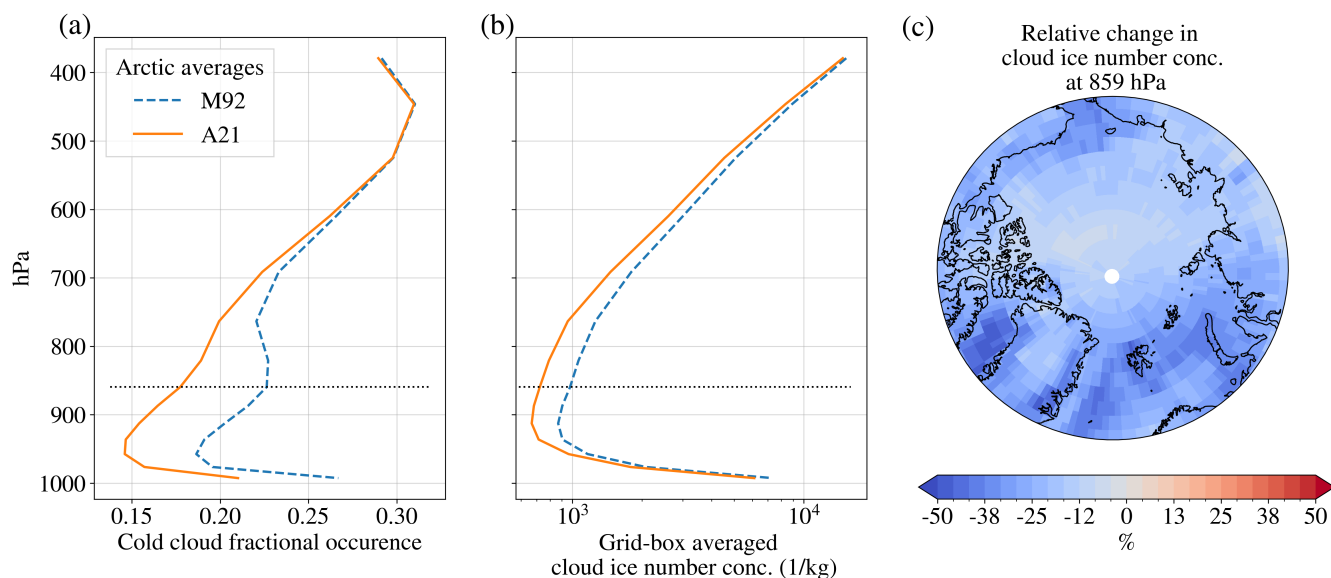 (a)
(b)
(c)
Relative change in
cloud ice number conc.
at 859 hPa
Arctic averages
M92
A21
hPa
400
500
600
700
800
900
1000
0.15 0.20 0.25 0.30
Cold cloud fractional occurence
10³ 10⁴
Grid-box averaged
cloud ice number conc. (1/kg)
-50 -38 -25 -12 0 13 25 38 50
%